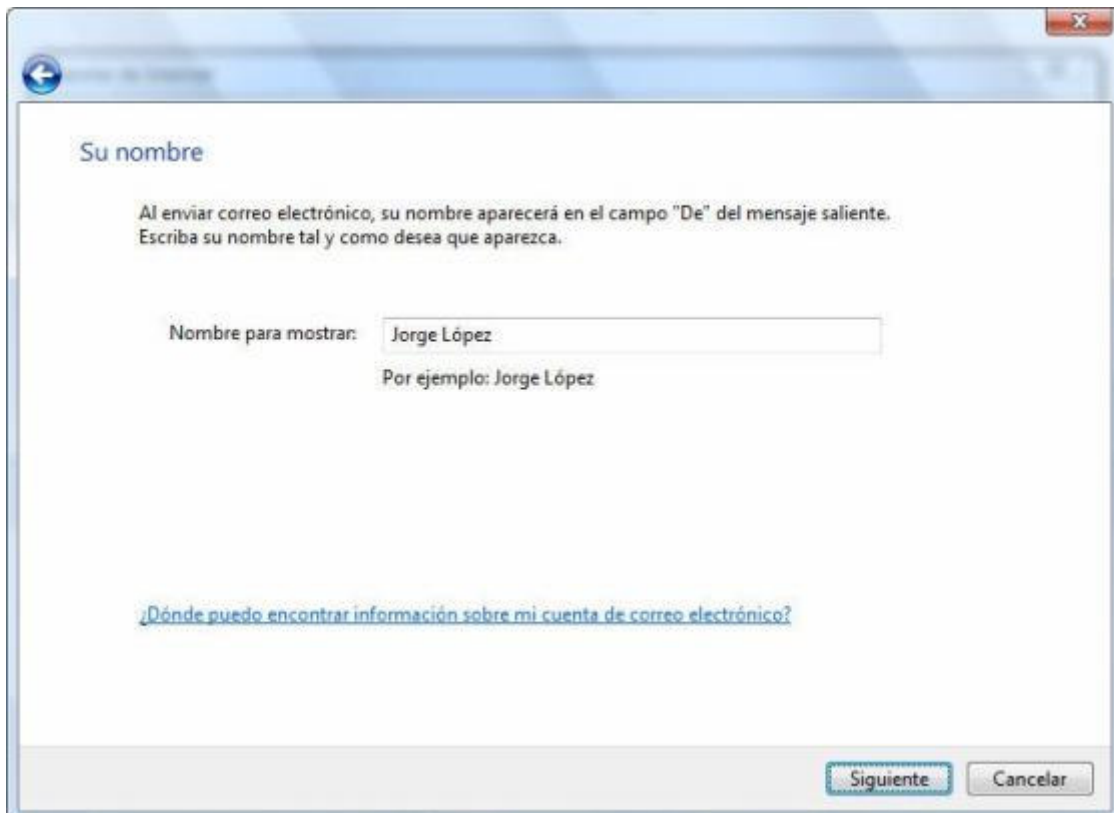 Su nombre
Al enviar correo electrónico, su nombre aparecerá en el campo "De" del mensaje saliente.
Escriba su nombre tal y como desea que aparezca.
Nombre para mostrar: Jorge López
Por ejemplo: Jorge López
¿Dónde puedo encontrar información sobre mi cuenta de correo electrónico?
Siguiente Cancelar